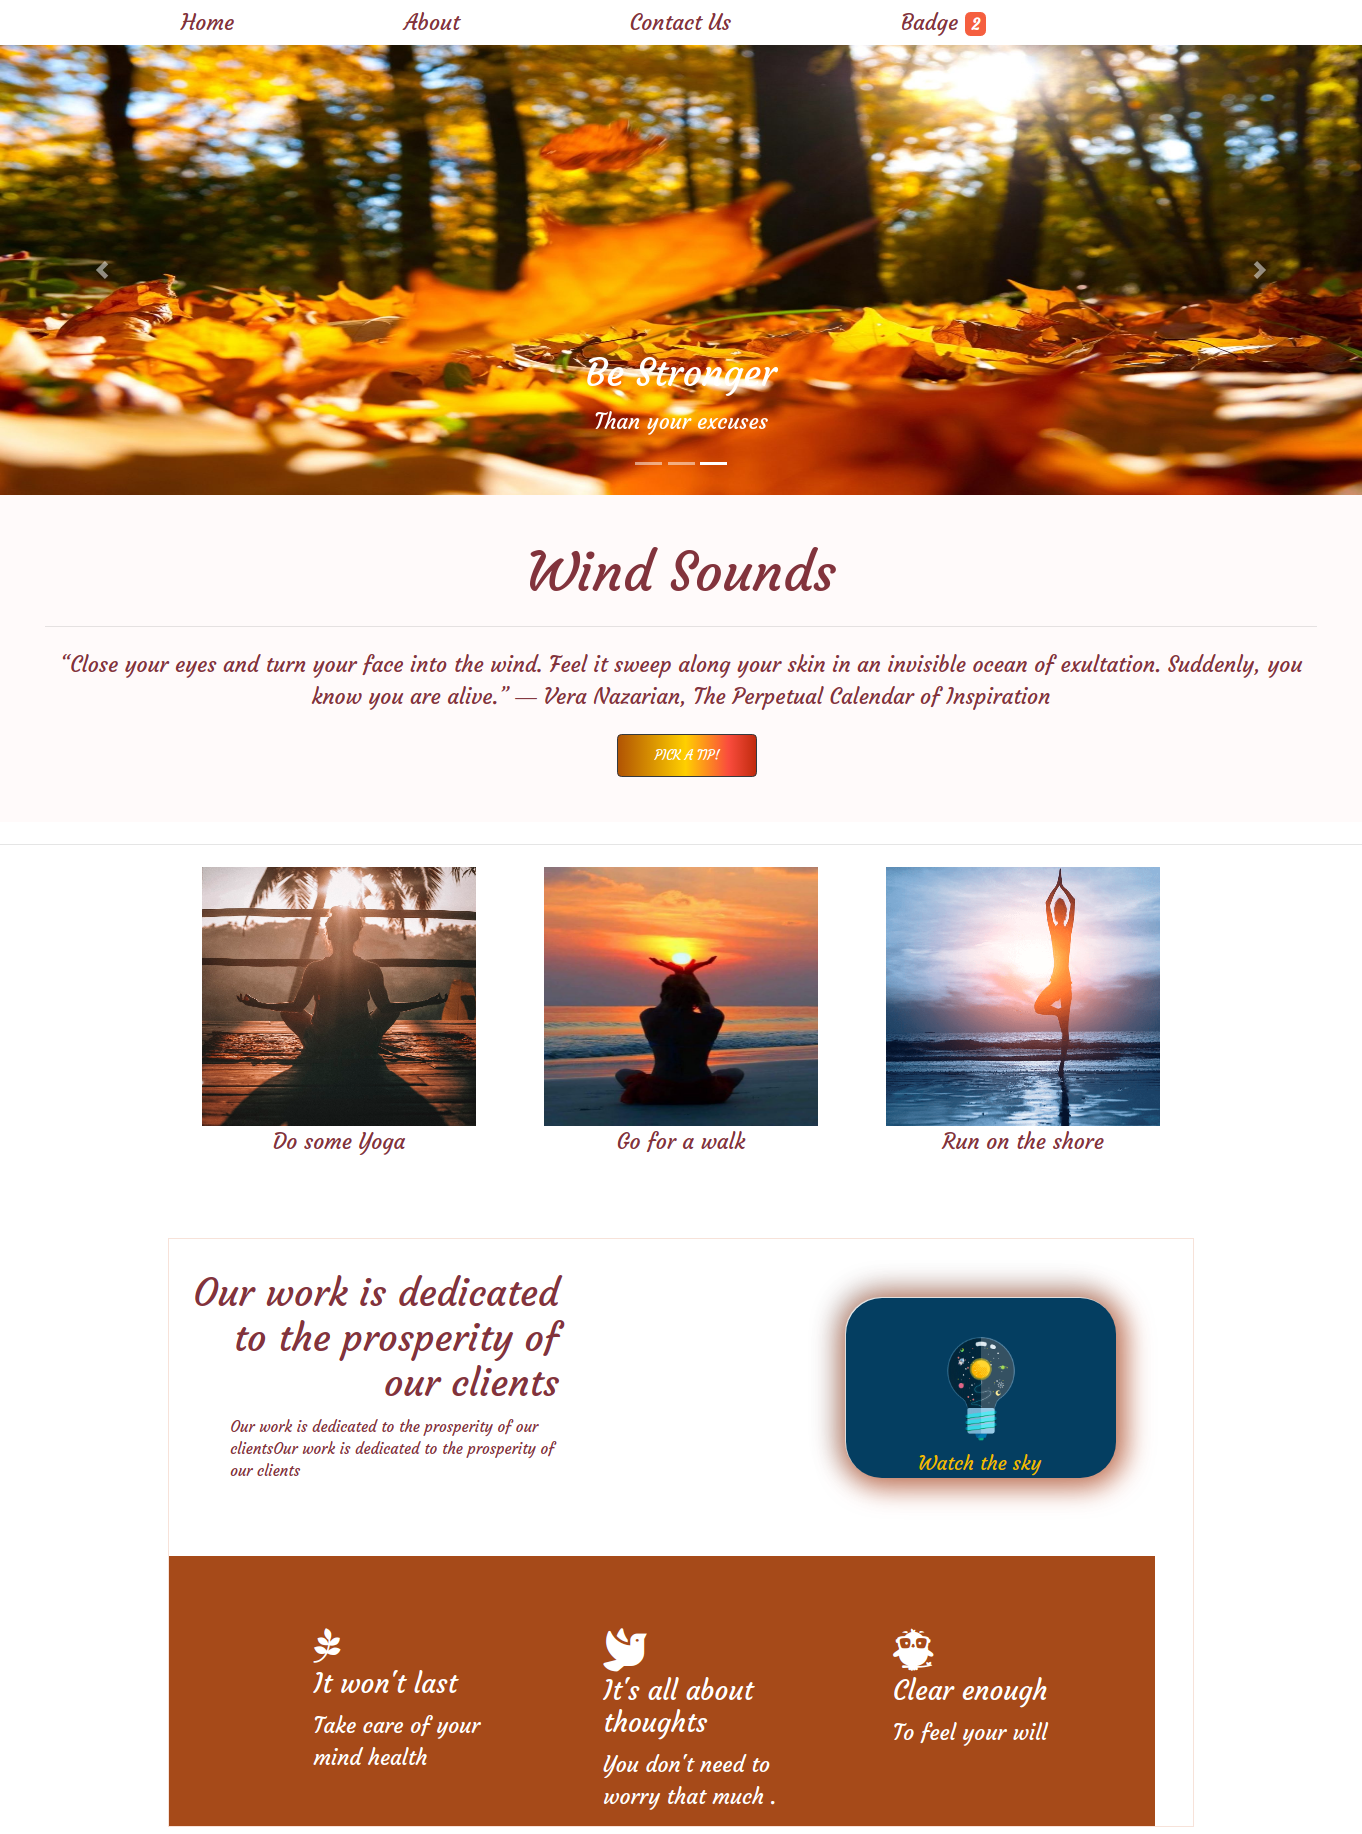 Home About Contact Us Badge 2
Be Stronger
Than your excuses
Wind Sounds
“Close your eyes and turn your face into the wind. Feel it sweep along your skin in an invisible ocean of exultation. Suddenly, you
know you are alive.” ― Vera Nazarian, The Perpetual Calendar of Inspiration
PICK A TIP!
Do some Yoga
Go for a walk
Run on the shore
Our work is dedicated
to the prosperity of
our clients
Our work is dedicated to the prosperity of our
clientsOur work is dedicated to the prosperity of
our clients
Watch the sky
It won't last
Take care of your
mind health
It's all about
thoughts
You don't need to
worry that much .
Clear enough
To feel your will